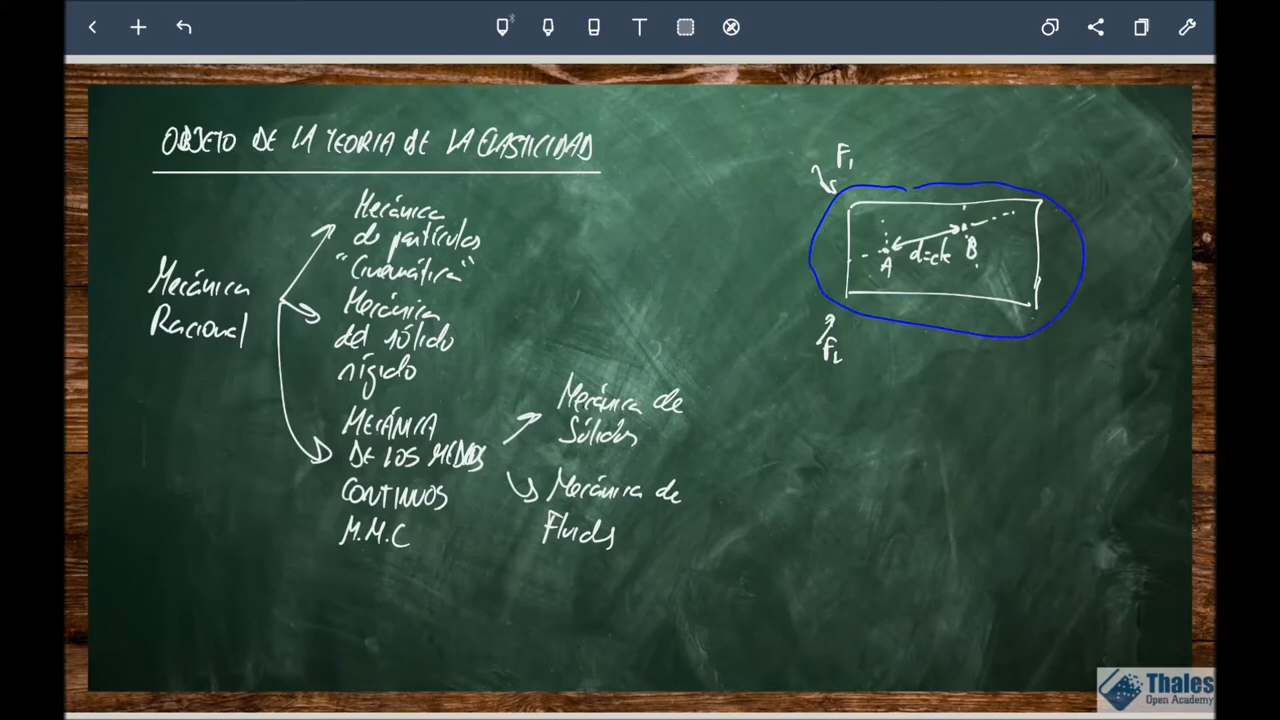 OBJETO DE LA TEORIA DE LA ELASTICIDAD
Mecánica
Racional
Mecánica
de partículas
"Cinemática"
Mecánica
del sólido
rígido
MECÁNICA
DE LOS MEDIOS
CONTINUOS
M.M.C
Mecánica de
Sólidos
Mecánica de
Fluidos
F1
A
d=ck
B
F2
Thales
Open Academy